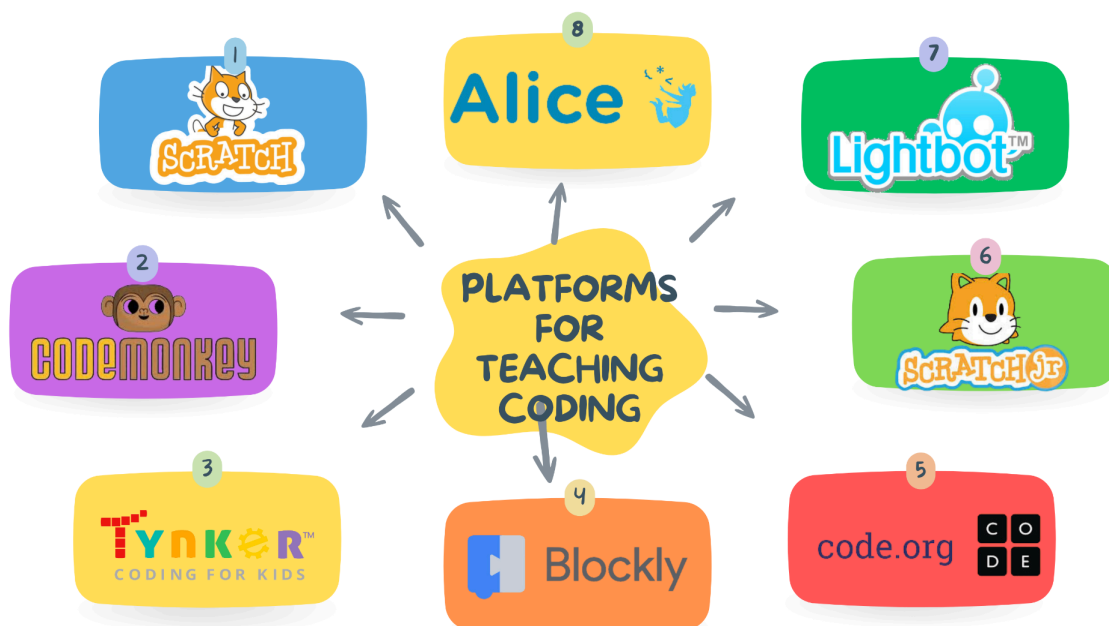 1
SCRATCH
8
Alice
7
Lightbot™
2
CODEMONKEY
PLATFORMS
FOR
TEACHING
CODING
6
SCRATCH jr
3
TYNKER™
CODING FOR KIDS
4
Blockly
5
code.org
C O
D E